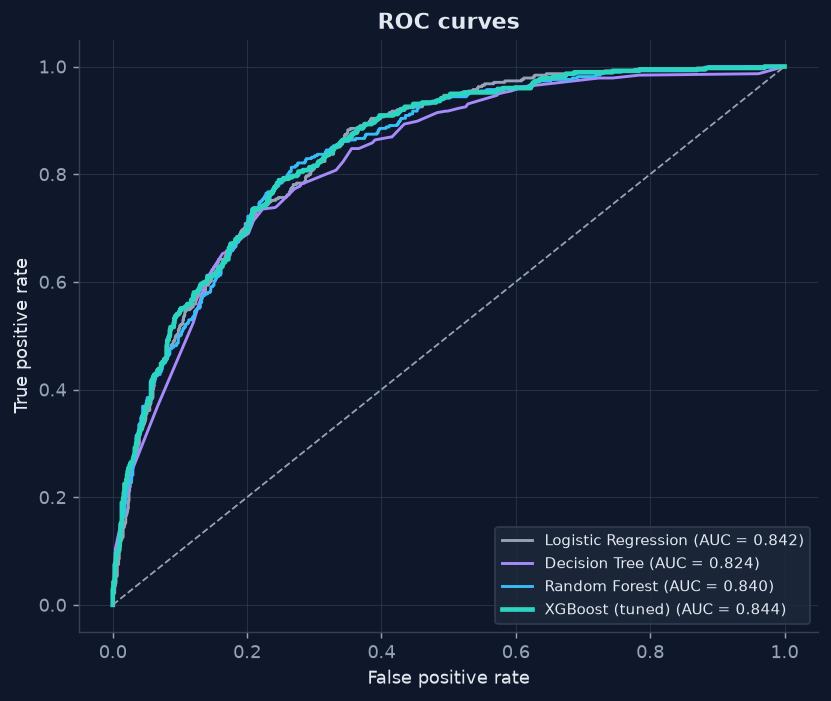 ROC curves
True positive rate
1.0
0.8
0.6
0.4
0.2
0.0
Logistic Regression (AUC = 0.842)
Decision Tree (AUC = 0.824)
Random Forest (AUC = 0.840)
XGBoost (tuned) (AUC = 0.844)
0.0 0.2 0.4 0.6 0.8 1.0
False positive rate